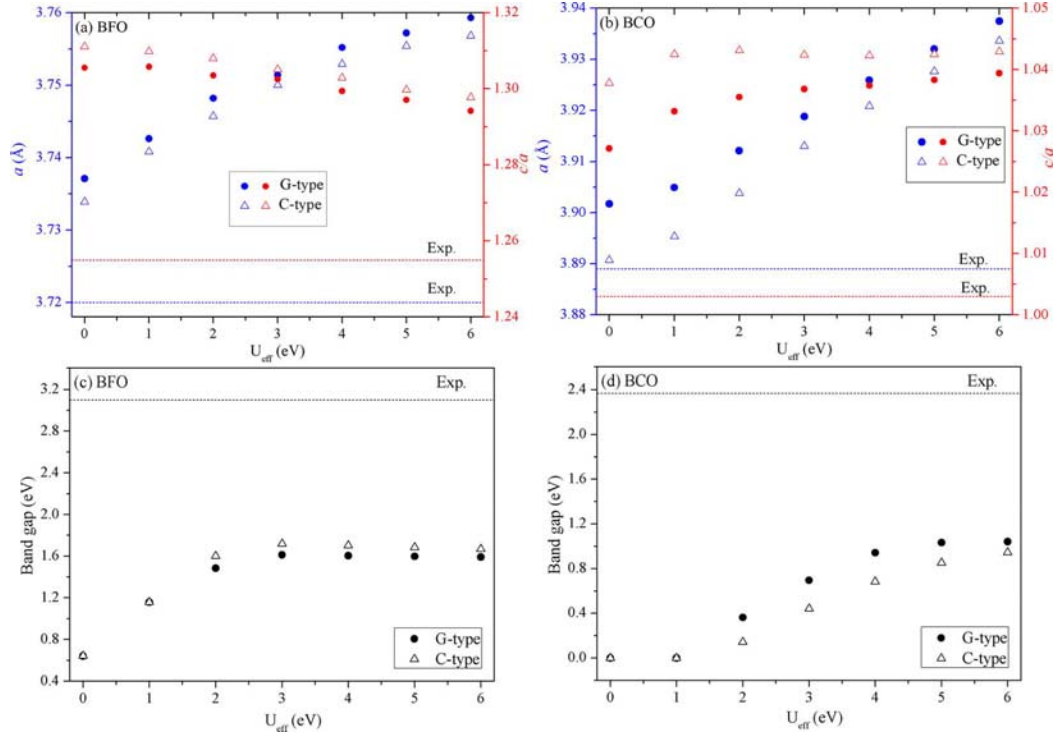 (a) BFO
3.76
3.75
3.74
3.73
3.72
a (Å)
1.32
1.30
1.28
1.26
1.24
c/a
G-type
C-type
Exp.
Exp.
0 1 2 3 4 5 6
U_eff (eV)
(b) BCO
3.94
3.93
3.92
3.91
3.90
3.89
3.88
a (Å)
1.05
1.04
1.03
1.02
1.01
1.00
c/a
G-type
C-type
Exp.
Exp.
0 1 2 3 4 5 6
U_eff (eV)
(c) BFO
Exp.
3.2
2.8
2.4
2.0
1.6
1.2
0.8
0.4
Band gap (eV)
G-type
C-type
0 1 2 3 4 5 6
U_eff (eV)
(d) BCO
Exp.
2.4
2.0
1.6
1.2
0.8
0.4
0.0
Band gap (eV)
G-type
C-type
0 1 2 3 4 5 6
U_eff (eV)